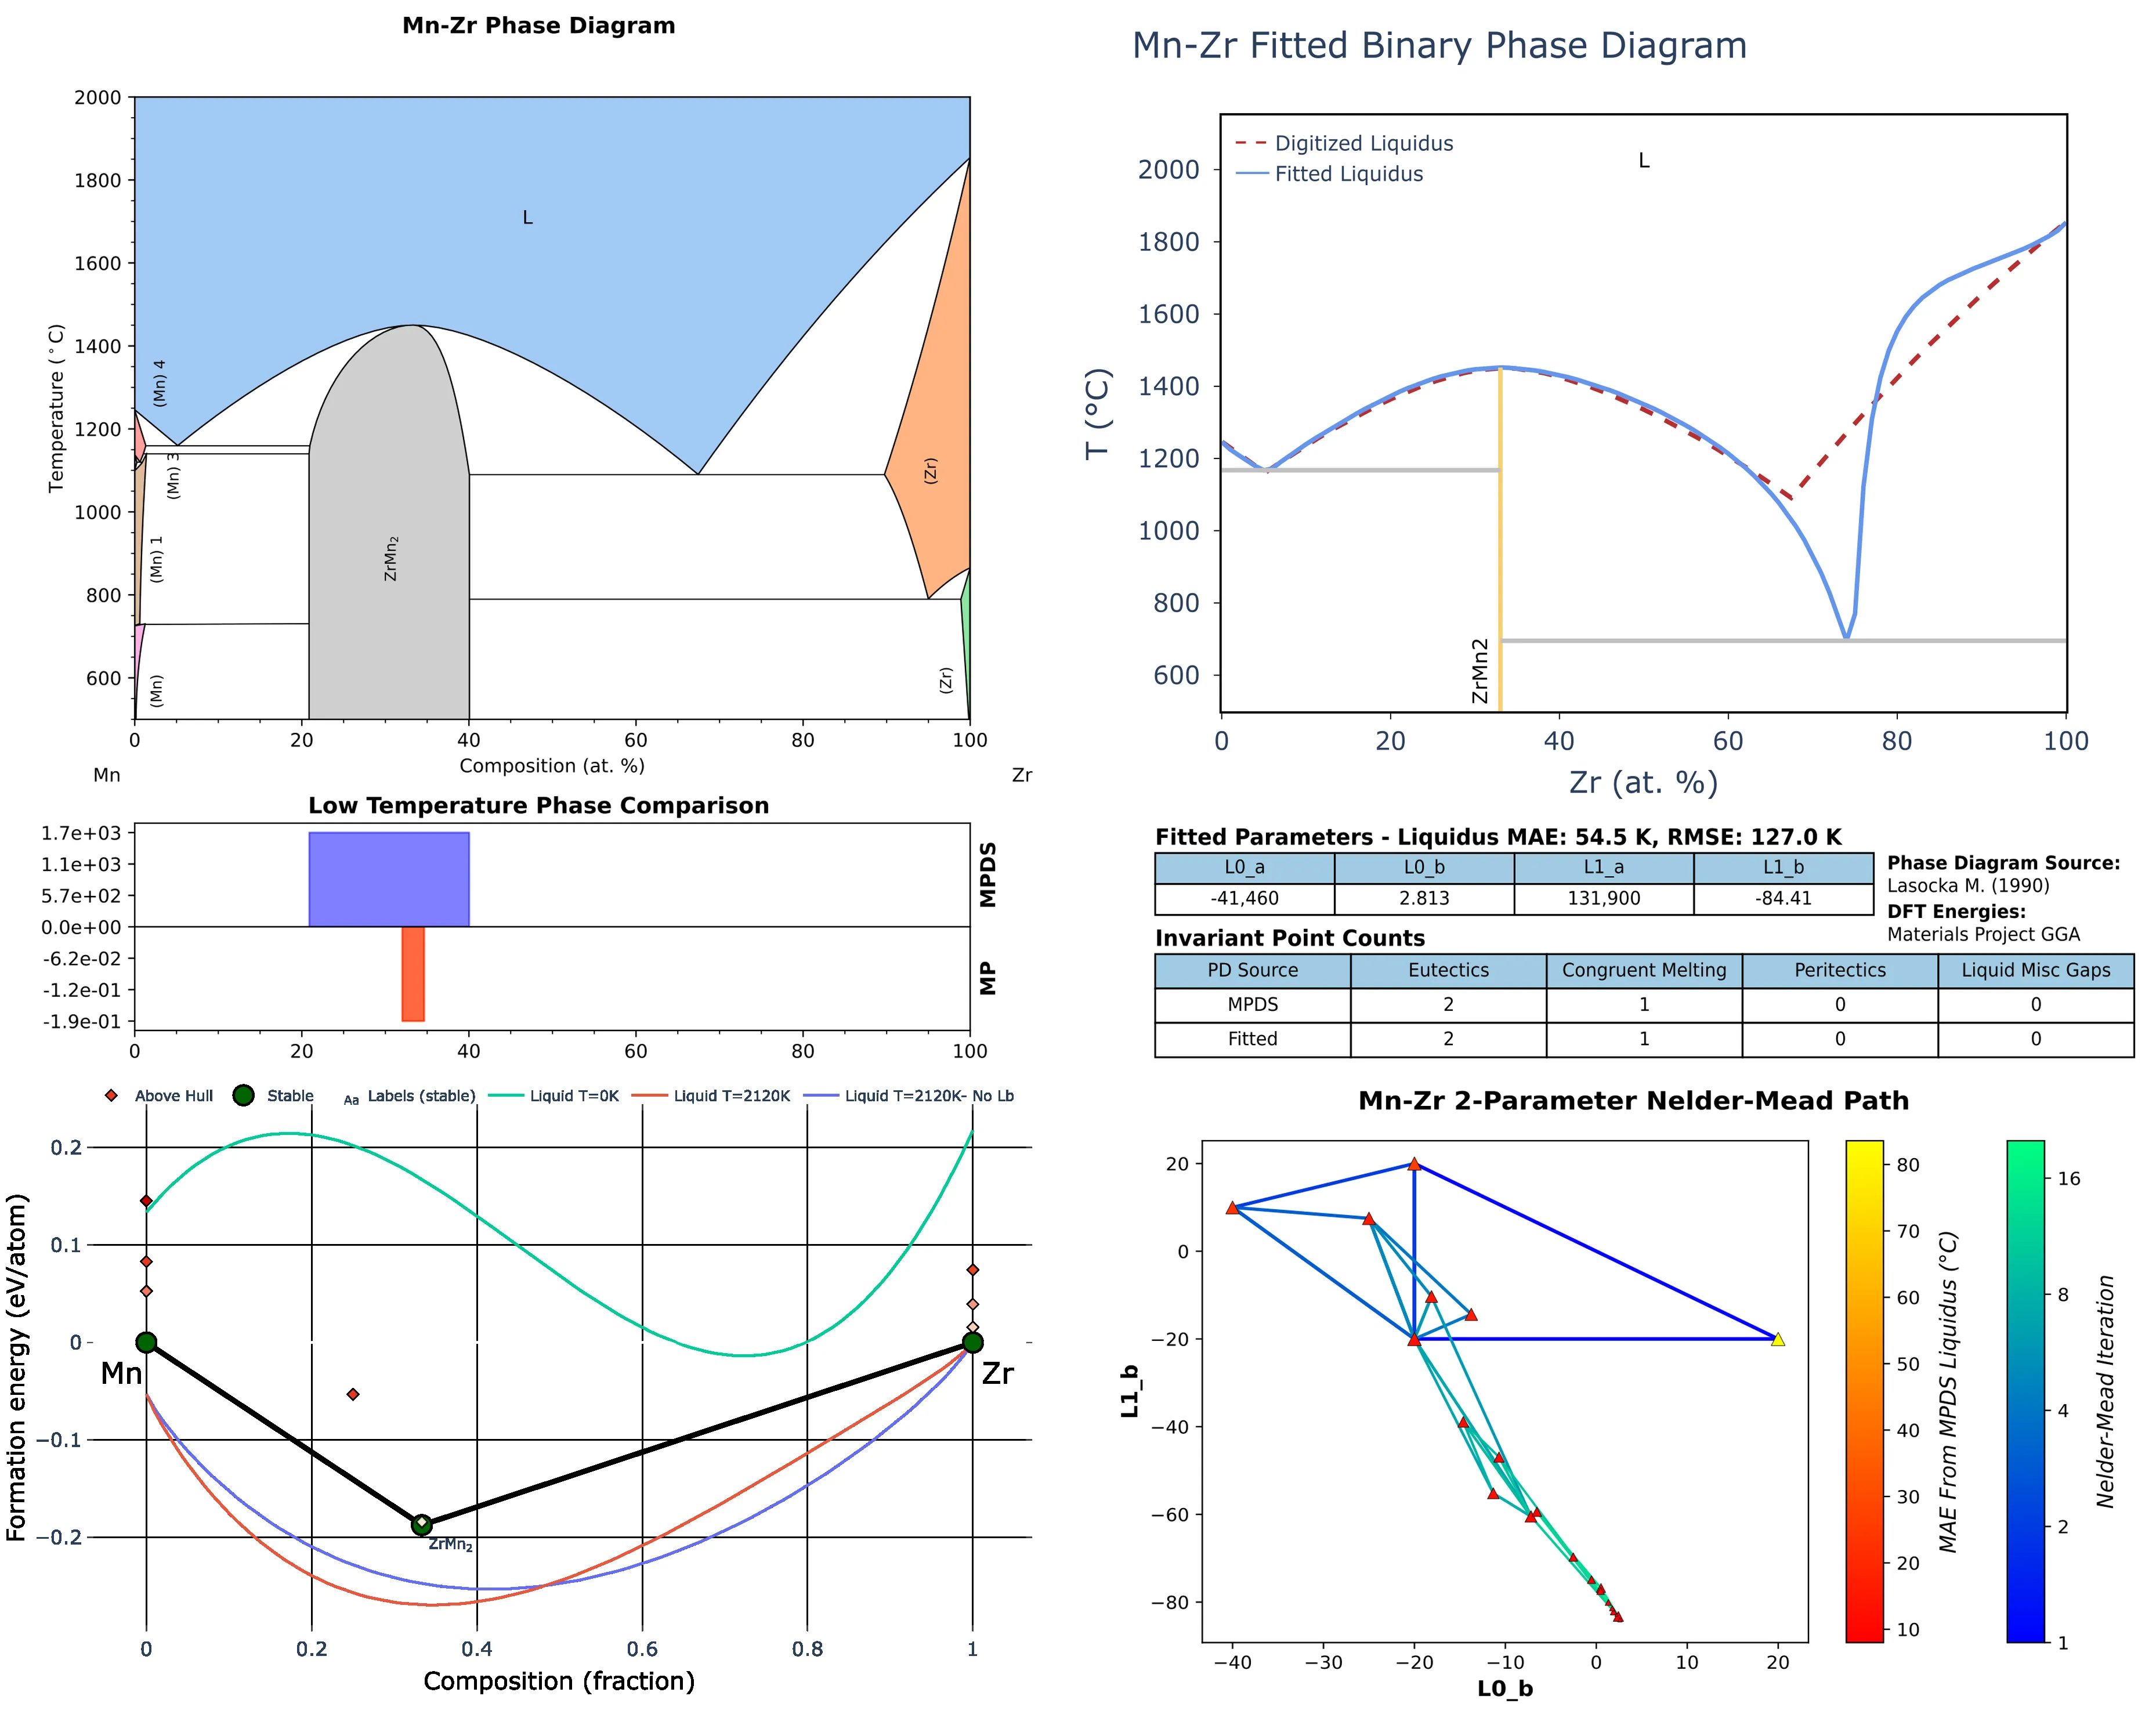 Mn-Zr Phase Diagram
2000
1800
1600
1400
1200
1000
800
600
Temperature (°C)
L
(Mn) 4
(Mn) 3
(Mn) 1
(Mn)
ZrMn2
(Zr)
(Zr)
0 20 40 60 80 100
Composition (at. %)
Mn Zr
Mn-Zr Fitted Binary Phase Diagram
Digitized Liquidus
Fitted Liquidus
L
2000
1800
1600
1400
1200
1000
800
600
T (°C)
ZrMn2
0 20 40 60 80 100
Zr (at. %)
Low Temperature Phase Comparison
1.7e+03
1.1e+03
5.7e+02
0.0e+00
-6.2e-02
-1.2e-01
-1.9e-01
MPDS
MP
0 20 40 60 80 100
Fitted Parameters - Liquidus MAE: 54.5 K, RMSE: 127.0 K
L0_a L0_b L1_a L1_b
-41,460 2.813 131,900 -84.41
Phase Diagram Source:
Lasocka M. (1990)
DFT Energies:
Materials Project GGA
Invariant Point Counts
PD Source Eutectics Congruent Melting Peritectics Liquid Misc Gaps
MPDS 2 1 0 0
Fitted 2 1 0 0
Above Hull Stable Aa Labels (stable) Liquid T=0K Liquid T=2120K Liquid T=2120K- No Lb
0.2
0.1
0
−0.1
−0.2
Formation energy (eV/atom)
Mn
Zr
ZrMn2
0 0.2 0.4 0.6 0.8 1
Composition (fraction)
Mn-Zr 2-Parameter Nelder-Mead Path
20
0
−20
−40
−60
−80
L1_b
−40 −30 −20 −10 0 10 20
L0_b
80
70
60
50
40
30
20
10
MAE From MPDS Liquidus (°C)
16
8
4
2
1
Nelder-Mead Iteration